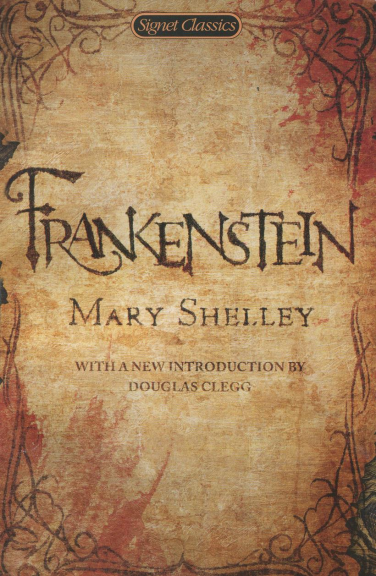 Signet Classics
FRANKENSTEIN
MARY SHELLEY
WITH A NEW INTRODUCTION BY
DOUGLAS CLEGG